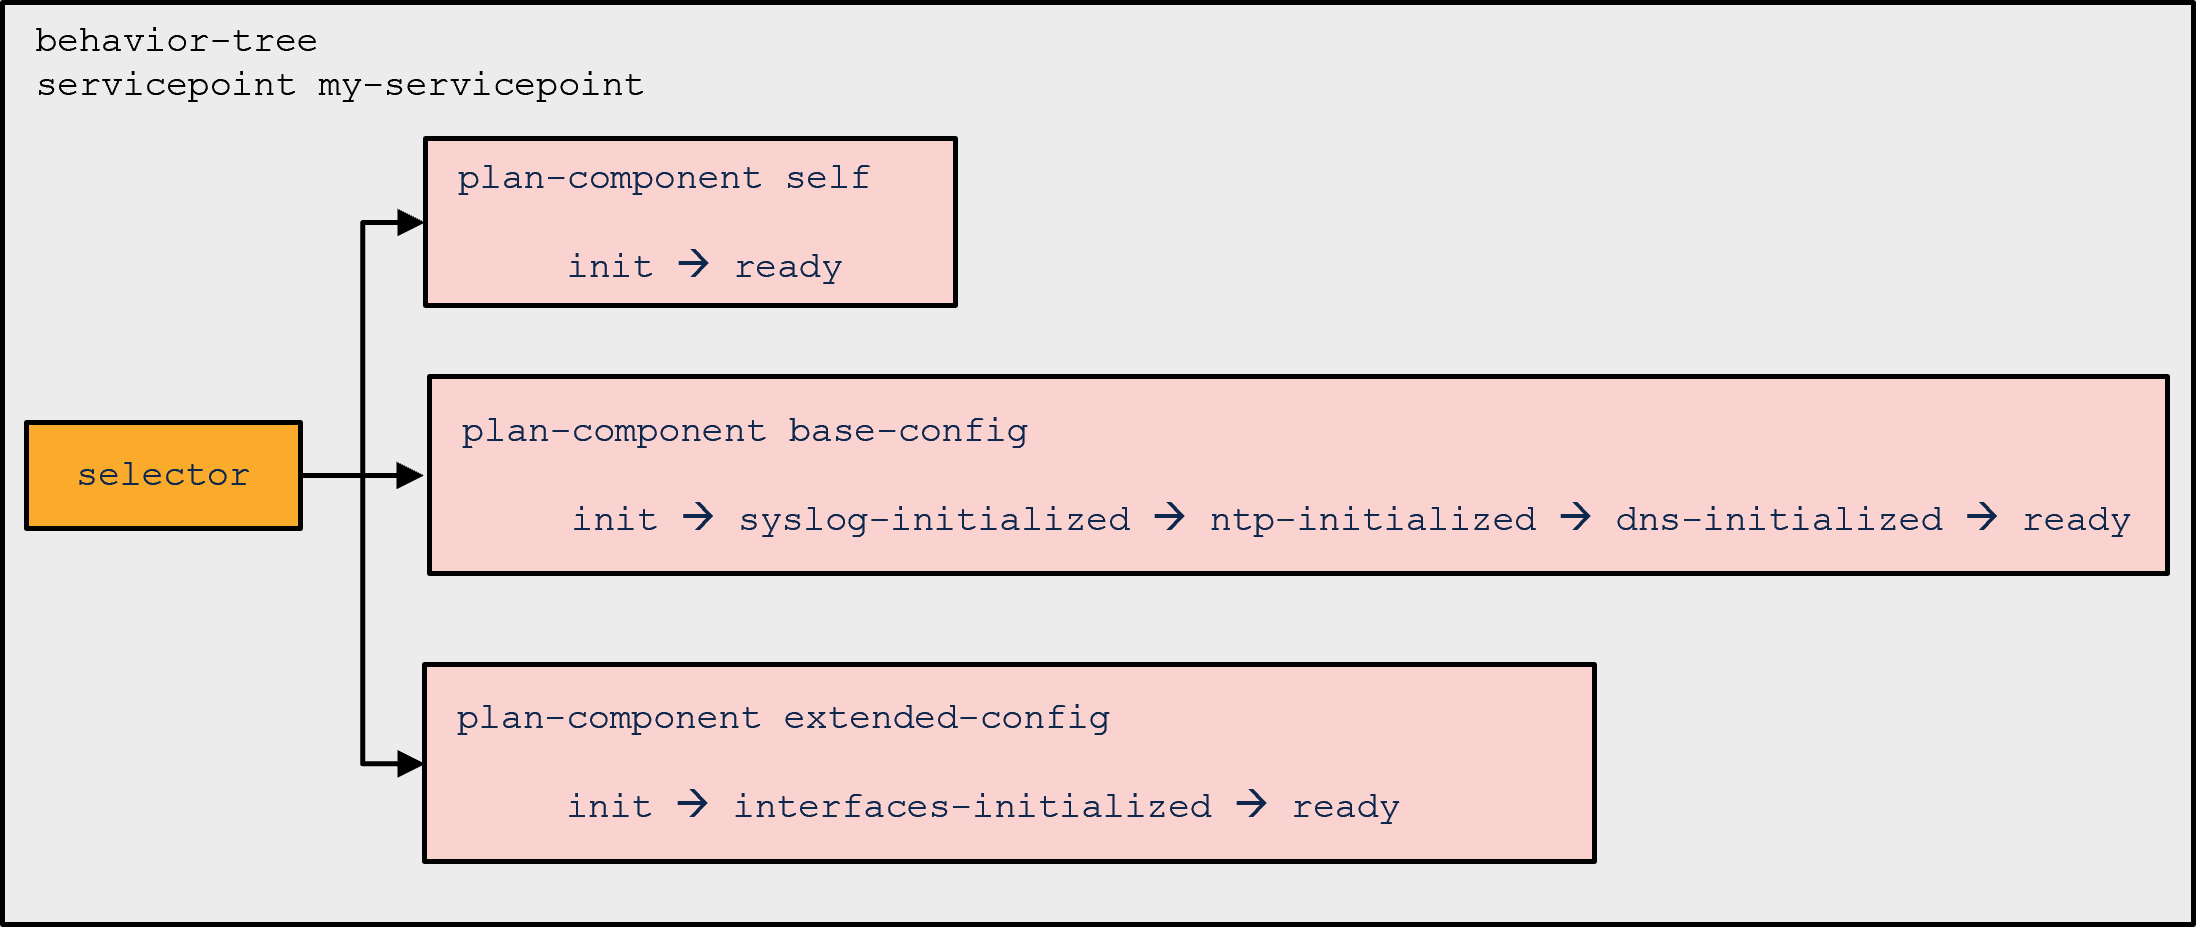 behavior-tree
servicepoint my-servicepoint
plan-component self
init → ready
selector
plan-component base-config
init → syslog-initialized → ntp-initialized → dns-initialized → ready
plan-component extended-config
init → interfaces-initialized → ready